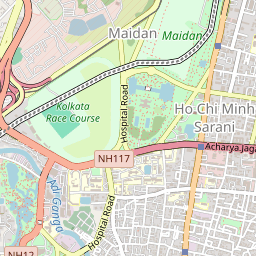 Maidan
Maidan
Kolkata
Race Course
Hospital Road
Ho Chi Minh
Sarani
NH117
Acharya Jaga
Adi Ganga
Hospital Road
NH12